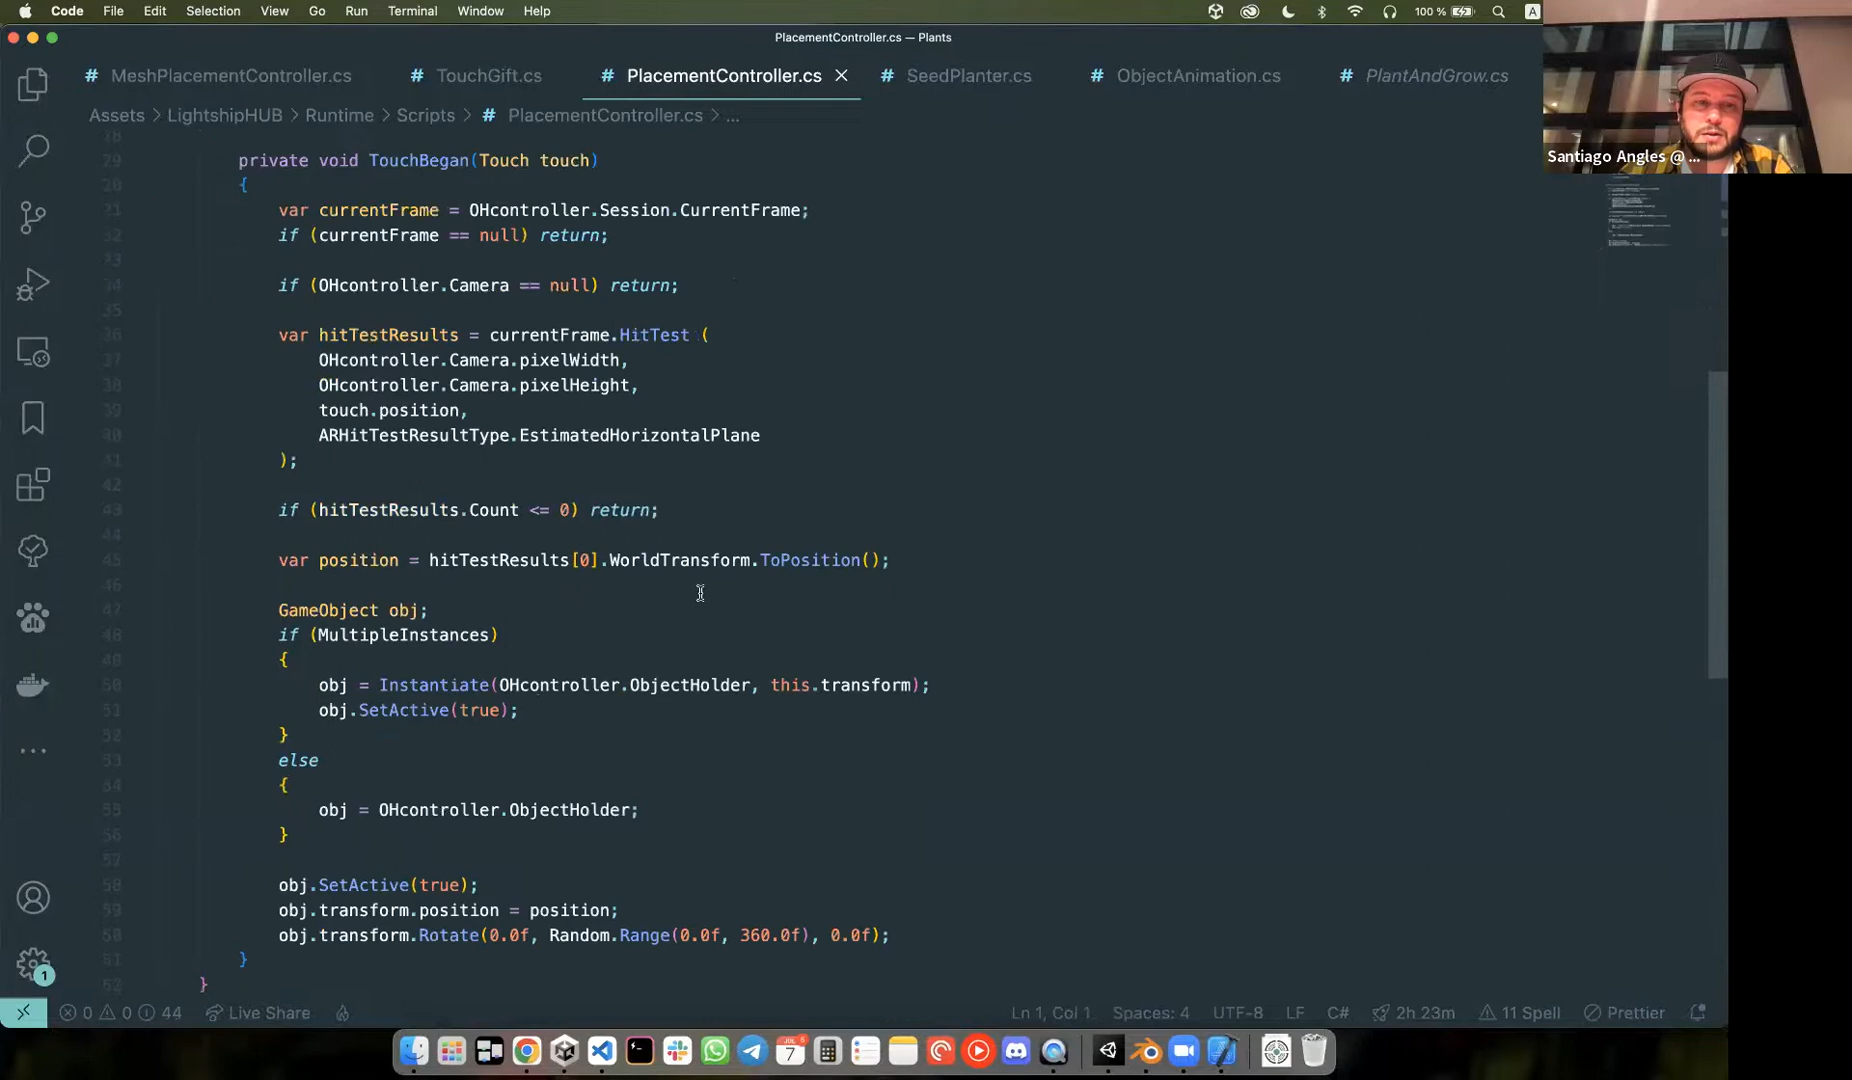 Code File Edit Selection View Go Run Terminal Window Help 100 % A
PlacementController.cs — Plants
# MeshPlacementController.cs # TouchGift.cs # PlacementController.cs # SeedPlanter.cs # ObjectAnimation.cs # PlantAndGrow.cs
Assets > LightshipHUB > Runtime > Scripts > # PlacementController.cs > ...
Santiago Angles @ ...
29 private void TouchBegan(Touch touch)
{
var currentFrame = OHcontroller.Session.CurrentFrame;
if (currentFrame == null) return;
if (OHcontroller.Camera == null) return;
var hitTestResults = currentFrame.HitTest (
OHcontroller.Camera.pixelWidth,
OHcontroller.Camera.pixelHeight,
touch.position,
ARHitTestResultType.EstimatedHorizontalPlane
);
if (hitTestResults.Count <= 0) return;
var position = hitTestResults[0].WorldTransform.ToPosition();
GameObject obj;
if (MultipleInstances)
{
obj = Instantiate(OHcontroller.ObjectHolder, this.transform);
obj.SetActive(true);
}
else
{
obj = OHcontroller.ObjectHolder;
}
obj.SetActive(true);
obj.transform.position = position;
obj.transform.Rotate(0.0f, Random.Range(0.0f, 360.0f), 0.0f);
}
}
1
0 0 44 Live Share Ln 1, Col 1 Spaces: 4 UTF-8 LF C# 2h 23m 11 Spell Prettier
7